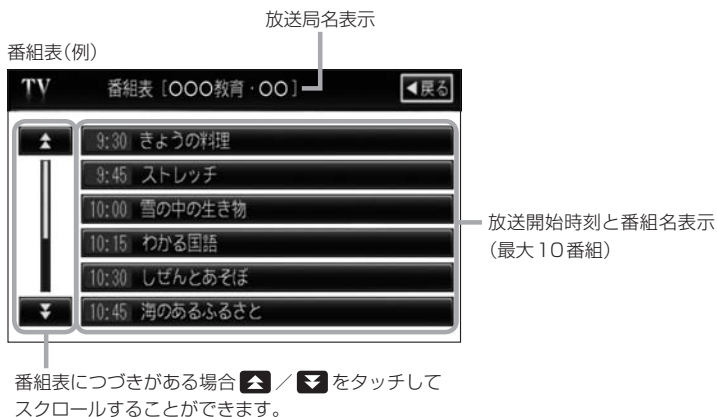 放送局名表示
番組表(例)
TV 番組表［○○○教育・○○］ ◀戻る
9:30 きょうの料理
9:45 ストレッチ
10:00 雪の中の生き物
10:15 わかる国語
10:30 しぜんとあそぼ
10:45 海のあるふるさと
放送開始時刻と番組名表示
(最大10番組)
番組表につづきがある場合 / をタッチして
スクロールすることができます。